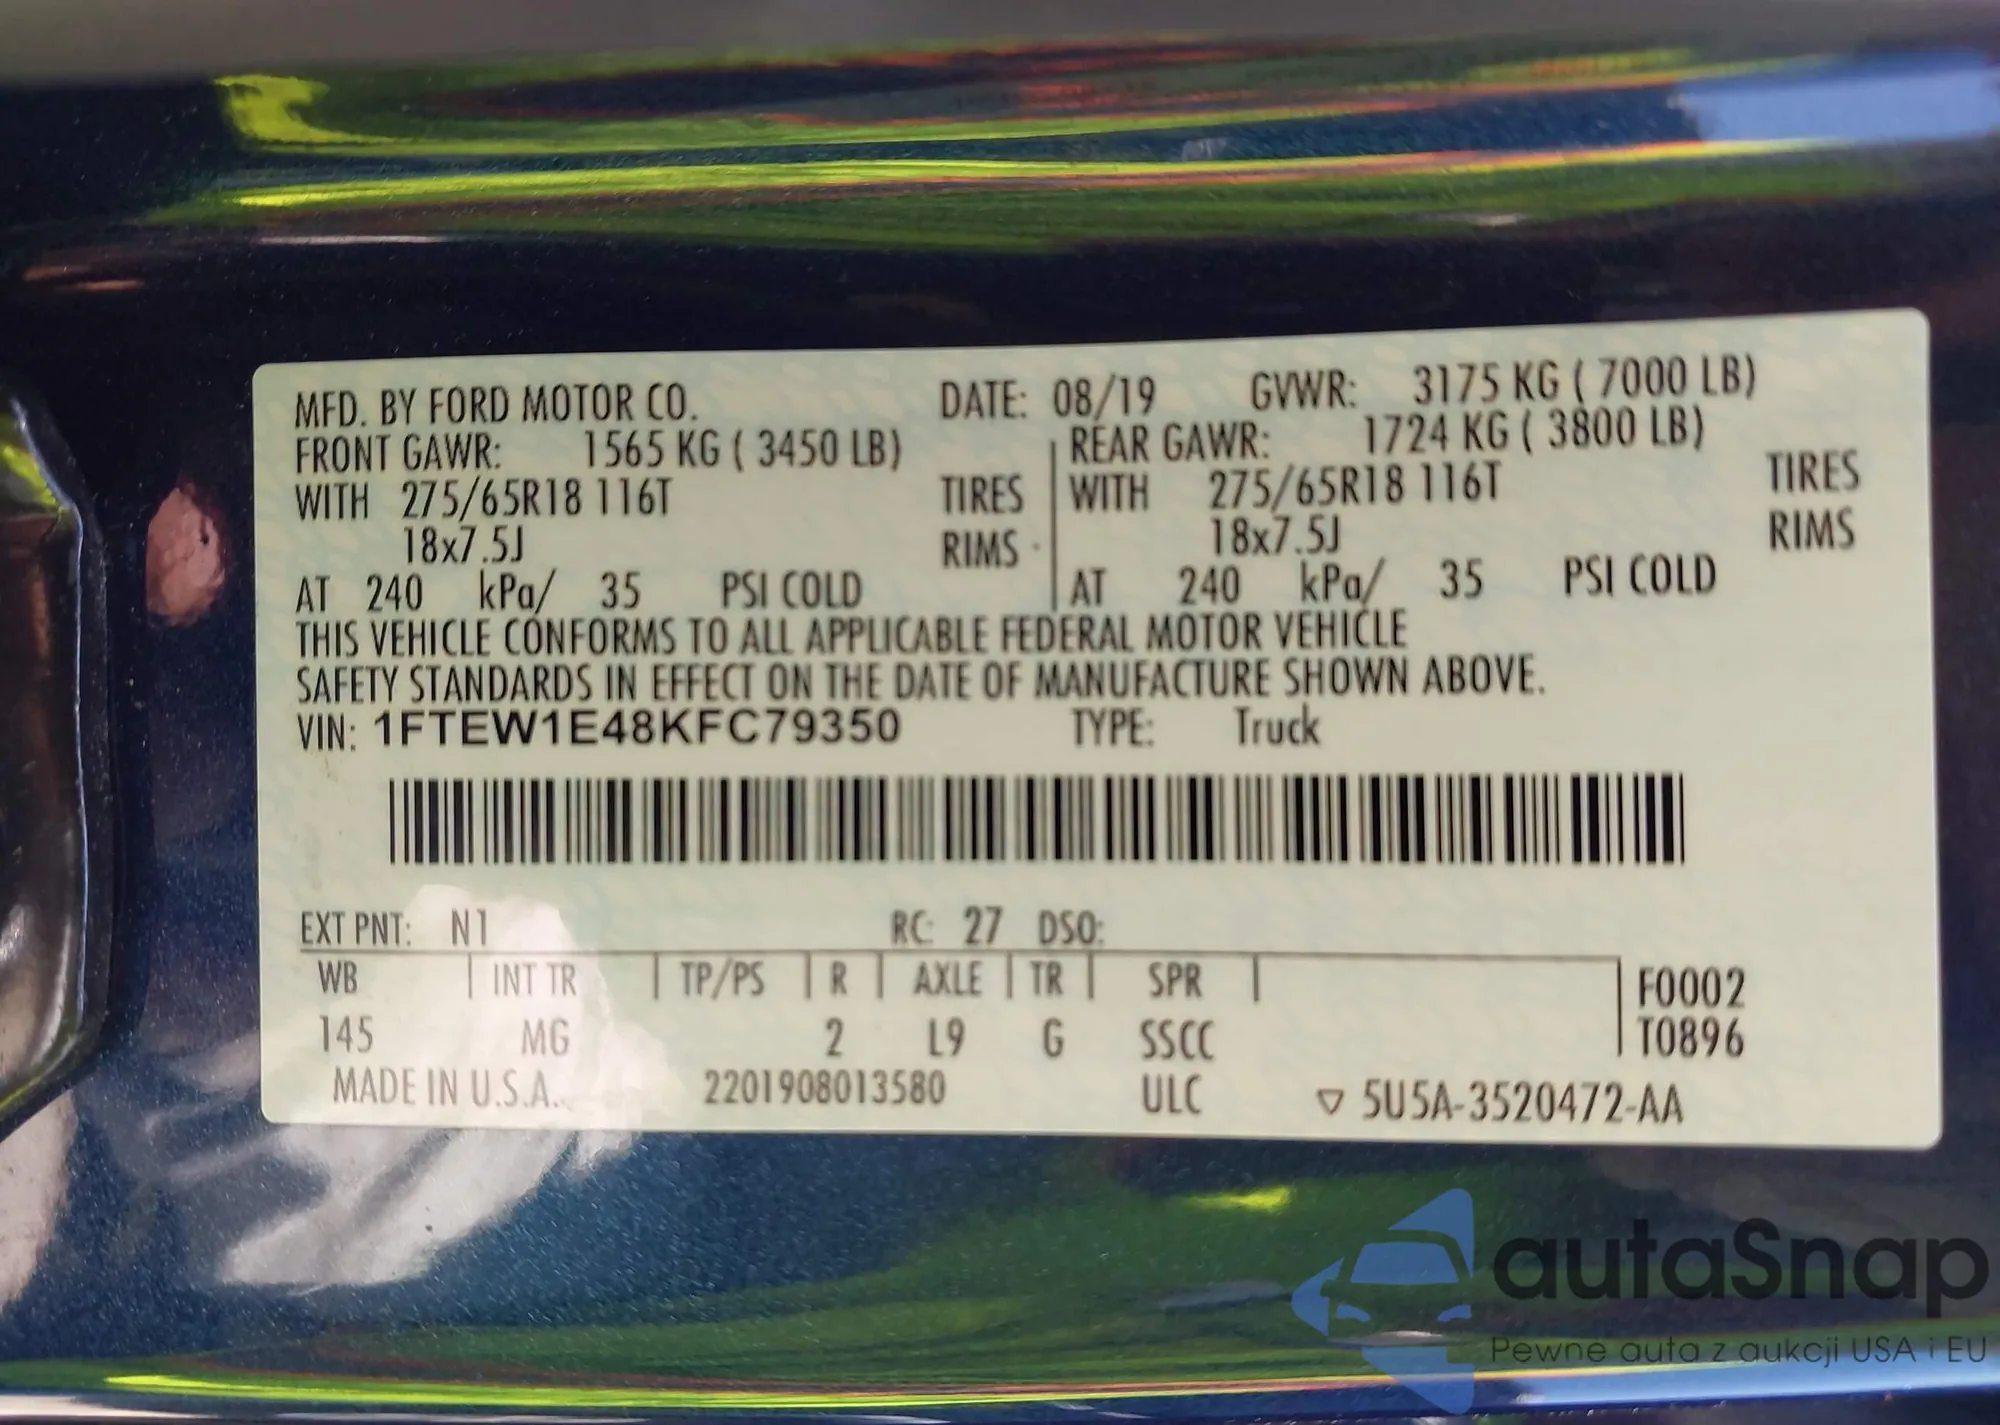 MFD. BY FORD MOTOR CO. DATE: 08/19 GVWR: 3175 KG ( 7000 LB)
FRONT GAWR: 1565 KG ( 3450 LB) REAR GAWR: 1724 KG ( 3800 LB)
WITH 275/65R18 116T TIRES WITH 275/65R18 116T TIRES
18x7.5J RIMS 18x7.5J RIMS
AT 240 kPa/ 35 PSI COLD AT 240 kPa/ 35 PSI COLD
THIS VEHICLE CONFORMS TO ALL APPLICABLE FEDERAL MOTOR VEHICLE
SAFETY STANDARDS IN EFFECT ON THE DATE OF MANUFACTURE SHOWN ABOVE.
VIN: 1FTEW1E48KFC79350 TYPE: Truck
EXT PNT: N1 RC: 27 DSO:
WB INT TR TP/PS R AXLE TR SPR F0002
145 MG 2 L9 G SSCC T0896
MADE IN U.S.A. 2201908013580 ULC ▽ 5U5A-3520472-AA
autaSnap
Pewne auta z aukcji USA i EU